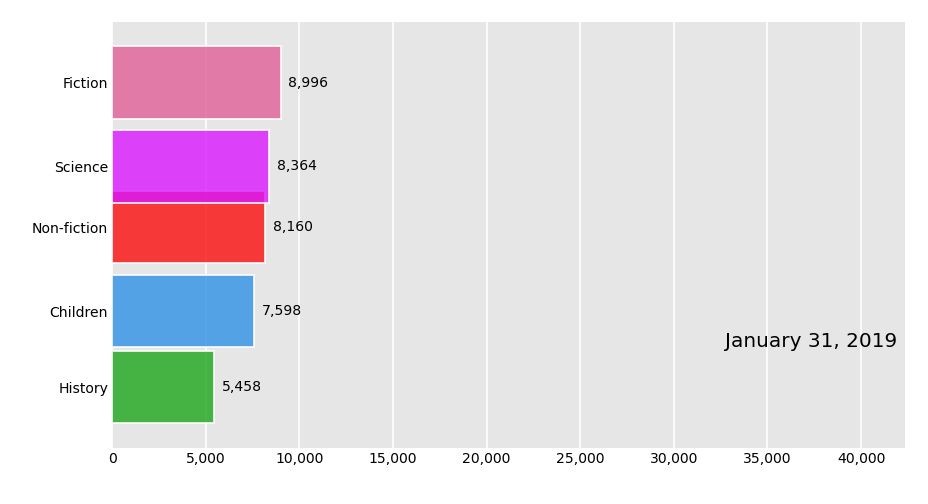 Fiction 8,996
Science 8,364
Non-fiction 8,160
Children 7,598
January 31, 2019
History 5,458
0 5,000 10,000 15,000 20,000 25,000 30,000 35,000 40,000